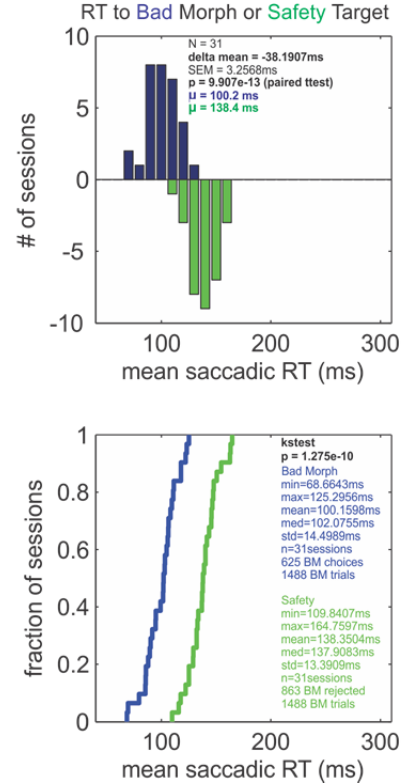 RT to Bad Morph or Safety Target
N = 31
delta mean = -38.1907ms
SEM = 3.2568ms
p = 9.907e-13 (paired ttest)
μ = 100.2 ms
μ = 138.4 ms
# of sessions
10
5
0
-5
-10
100
200
300
mean saccadic RT (ms)
kstest
p = 1.275e-10
Bad Morph
min=68.6643ms
max=125.2956ms
mean=100.1598ms
med=102.0755ms
std=14.4989ms
n=31sessions
625 BM choices
1488 BM trials
Safety
min=109.8407ms
max=164.7597ms
mean=138.3504ms
med=137.9083ms
std=13.3909ms
n=31sessions
863 BM rejected
1488 BM trials
fraction of sessions
1
0.8
0.6
0.4
0.2
0
100
200
300
mean saccadic RT (ms)